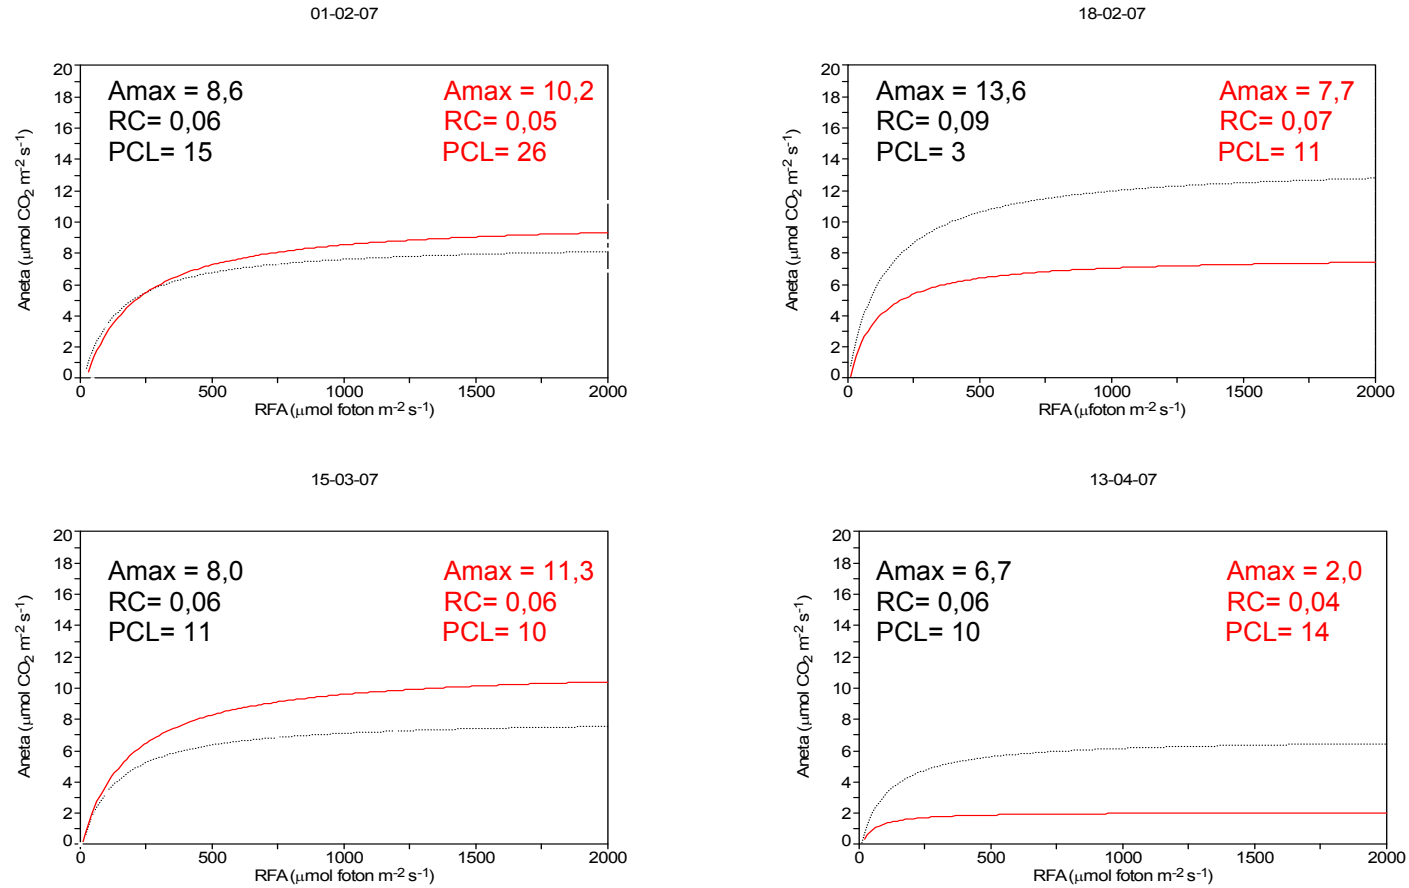 01-02-07
20
18
16
14
12
10
8
6
4
2
0
Aneta (μmol CO₂ m⁻² s⁻¹)
Amax = 8,6
RC= 0,06
PCL= 15
Amax = 10,2
RC= 0,05
PCL= 26
0 500 1000 1500 2000
RFA (μmol foton m⁻² s⁻¹)
18-02-07
20
18
16
14
12
10
8
6
4
2
0
Aneta (μmol CO₂ m⁻² s⁻¹)
Amax = 13,6
RC= 0,09
PCL= 3
Amax = 7,7
RC= 0,07
PCL= 11
0 500 1000 1500 2000
RFA (μfoton m⁻² s⁻¹)
15-03-07
20
18
16
14
12
10
8
6
4
2
0
Aneta (μmol CO₂ m⁻² s⁻¹)
Amax = 8,0
RC= 0,06
PCL= 11
Amax = 11,3
RC= 0,06
PCL= 10
0 500 1000 1500 2000
RFA (μmol foton m⁻² s⁻¹)
13-04-07
20
18
16
14
12
10
8
6
4
2
0
Aneta (μmol CO₂ m⁻² s⁻¹)
Amax = 6,7
RC= 0,06
PCL= 10
Amax = 2,0
RC= 0,04
PCL= 14
0 500 1000 1500 2000
RFA (μmol foton m⁻² s⁻¹)